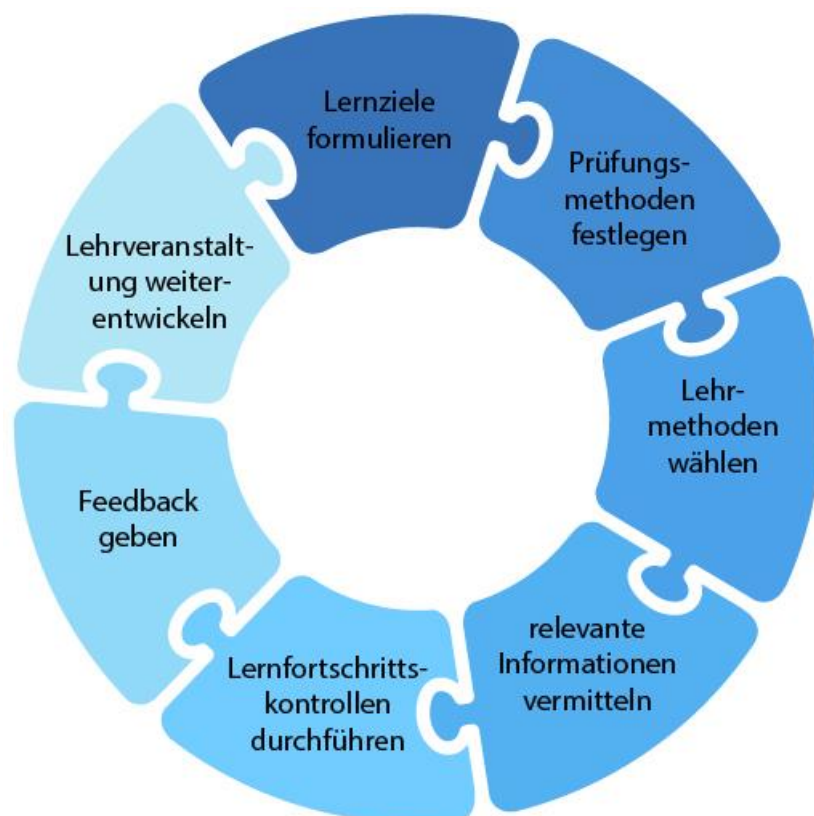 Lernziele
formulieren
Prüfungs-
methoden
festlegen
Lehr-
methoden
wählen
relevante
Informationen
vermitteln
Lernfortschritts-
kontrollen
durchführen
Feedback
geben
Lehrveranstalt-
ung weiter-
entwickeln